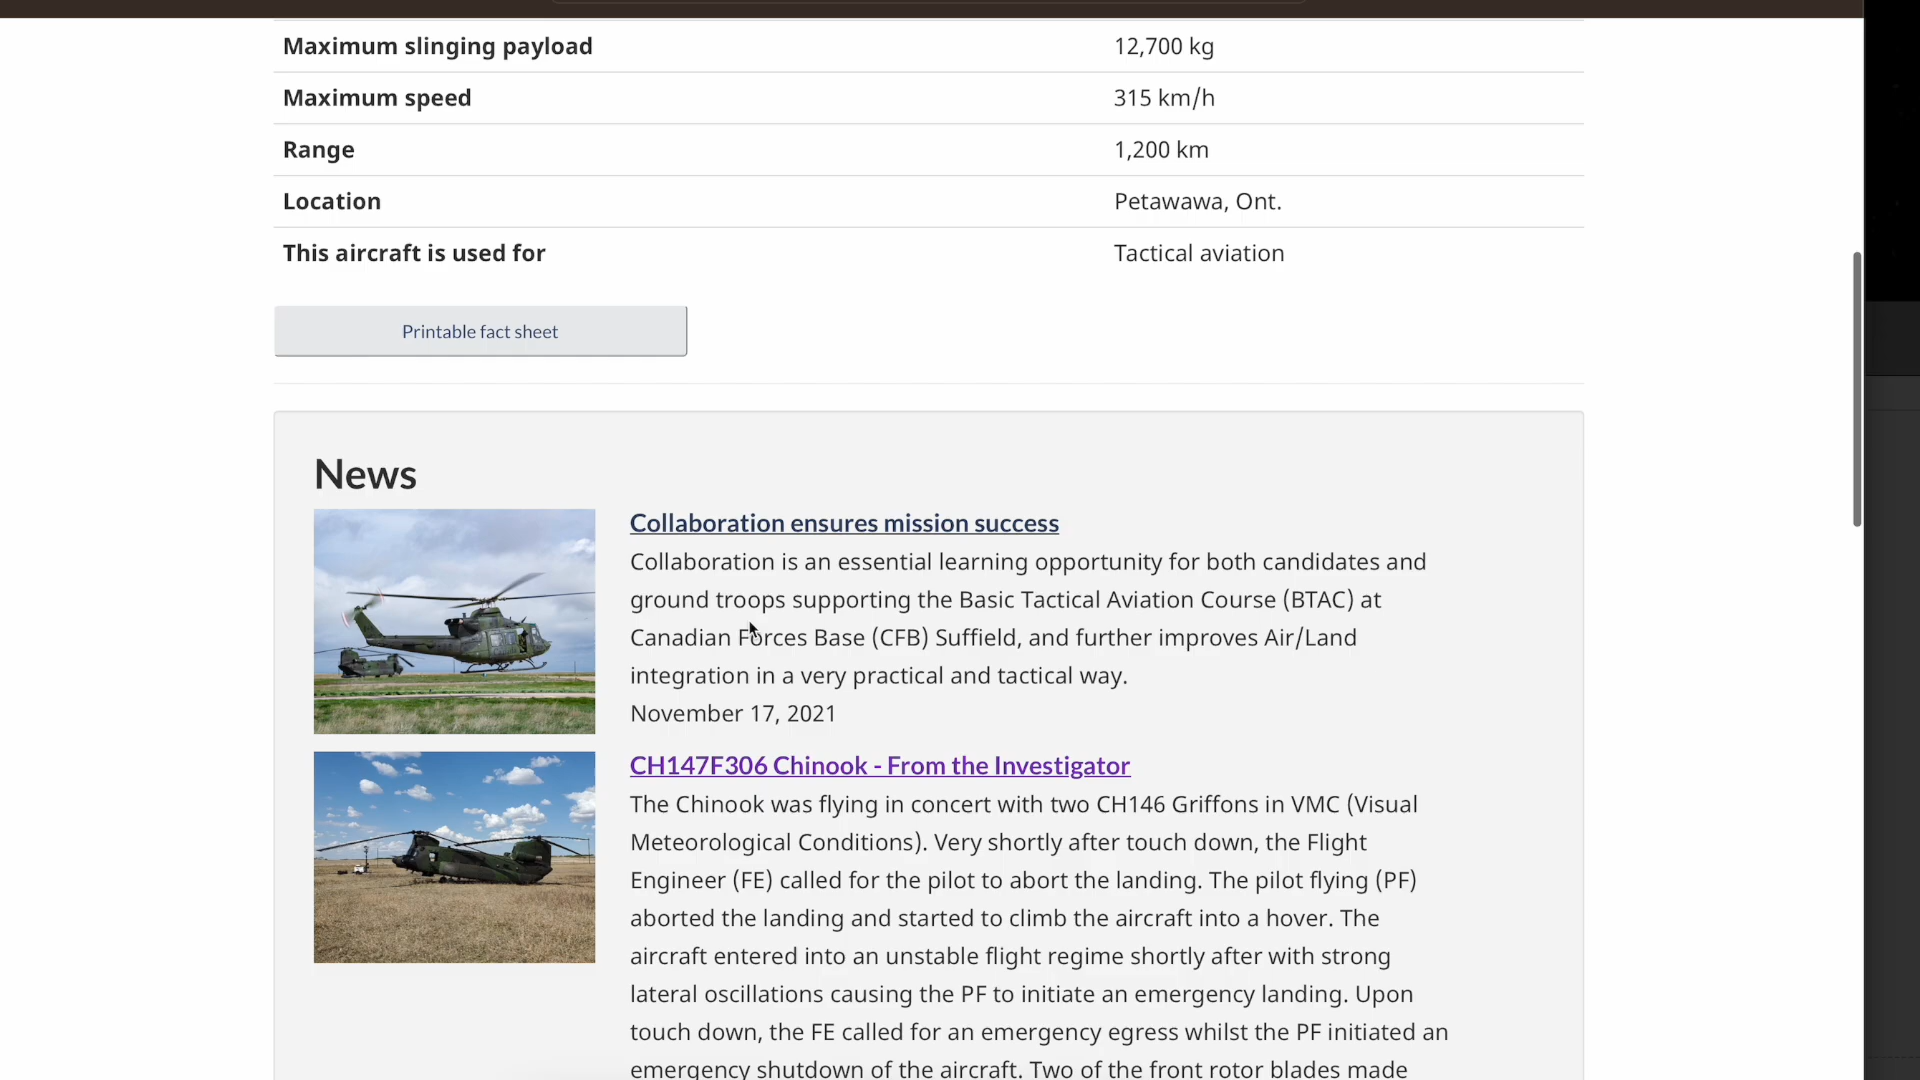 Maximum slinging payload 12,700 kg
Maximum speed 315 km/h
Range 1,200 km
Location Petawawa, Ont.
This aircraft is used for Tactical aviation
Printable fact sheet
News
Collaboration ensures mission success
Collaboration is an essential learning opportunity for both candidates and
ground troops supporting the Basic Tactical Aviation Course (BTAC) at
Canadian Forces Base (CFB) Suffield, and further improves Air/Land
integration in a very practical and tactical way.
November 17, 2021
CH147F306 Chinook - From the Investigator
The Chinook was flying in concert with two CH146 Griffons in VMC (Visual
Meteorological Conditions). Very shortly after touch down, the Flight
Engineer (FE) called for the pilot to abort the landing. The pilot flying (PF)
aborted the landing and started to climb the aircraft into a hover. The
aircraft entered into an unstable flight regime shortly after with strong
lateral oscillations causing the PF to initiate an emergency landing. Upon
touch down, the FE called for an emergency egress whilst the PF initiated an
emergency shutdown of the aircraft. Two of the front rotor blades made